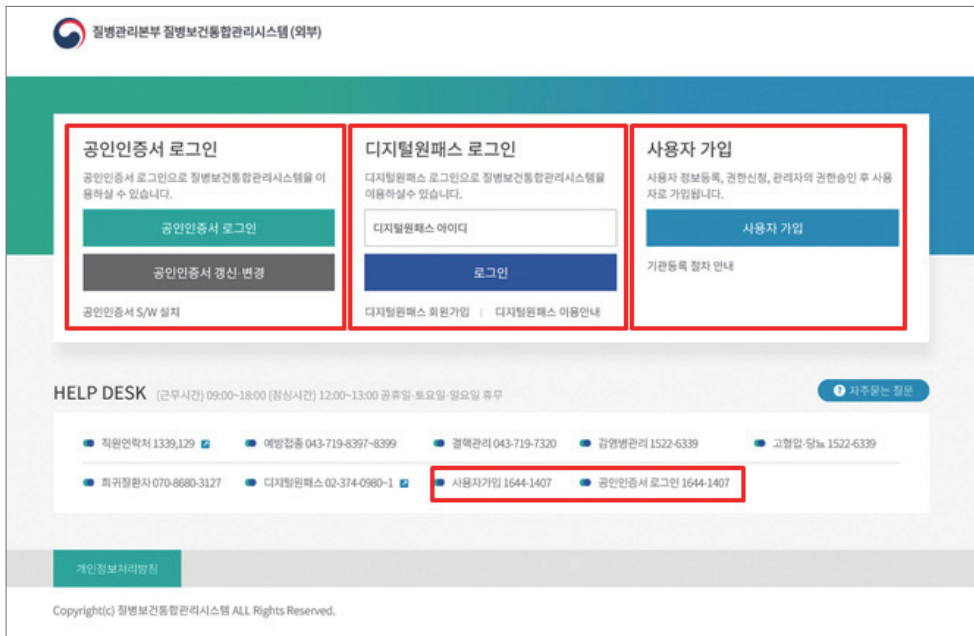 질병관리본부 질병보건통합관리시스템 (외부)
공인인증서 로그인
공인인증서 로그인으로 질병보건통합관리시스템을 이
용하실 수 있습니다.
공인인증서 로그인
공인인증서 갱신·변경
공인인증서 S/W 설치
디지털원패스 로그인
디지털원패스 로그인으로 질병보건통합관리시스템을
이용하실수 있습니다.
디지털원패스 아이디
로그인
디지털원패스 회원가입 | 디지털원패스 이용안내
사용자 가입
사용자 정보등록, 권한신청, 관리자의 권한승인 후 사용
자로 가입됩니다.
사용자 가입
기관등록 절차 안내
HELP DESK (근무시간) 09:00~18:00 (점심시간) 12:00~13:00 공휴일·토요일·일요일 휴무
자주묻는 질문
직원연락처 1339,129 예방접종 043-719-8397~8399 결핵관리 043-719-7320 감염병관리 1522-6339 고혈압·당뇨 1522-6339
희귀질환자 070-8680-3127 디지털원패스 02-374-0980~1 사용자가입 1644-1407 공인인증서 로그인 1644-1407
개인정보처리방침
Copyright(c) 질병보건통합관리시스템 ALL Rights Reserved.